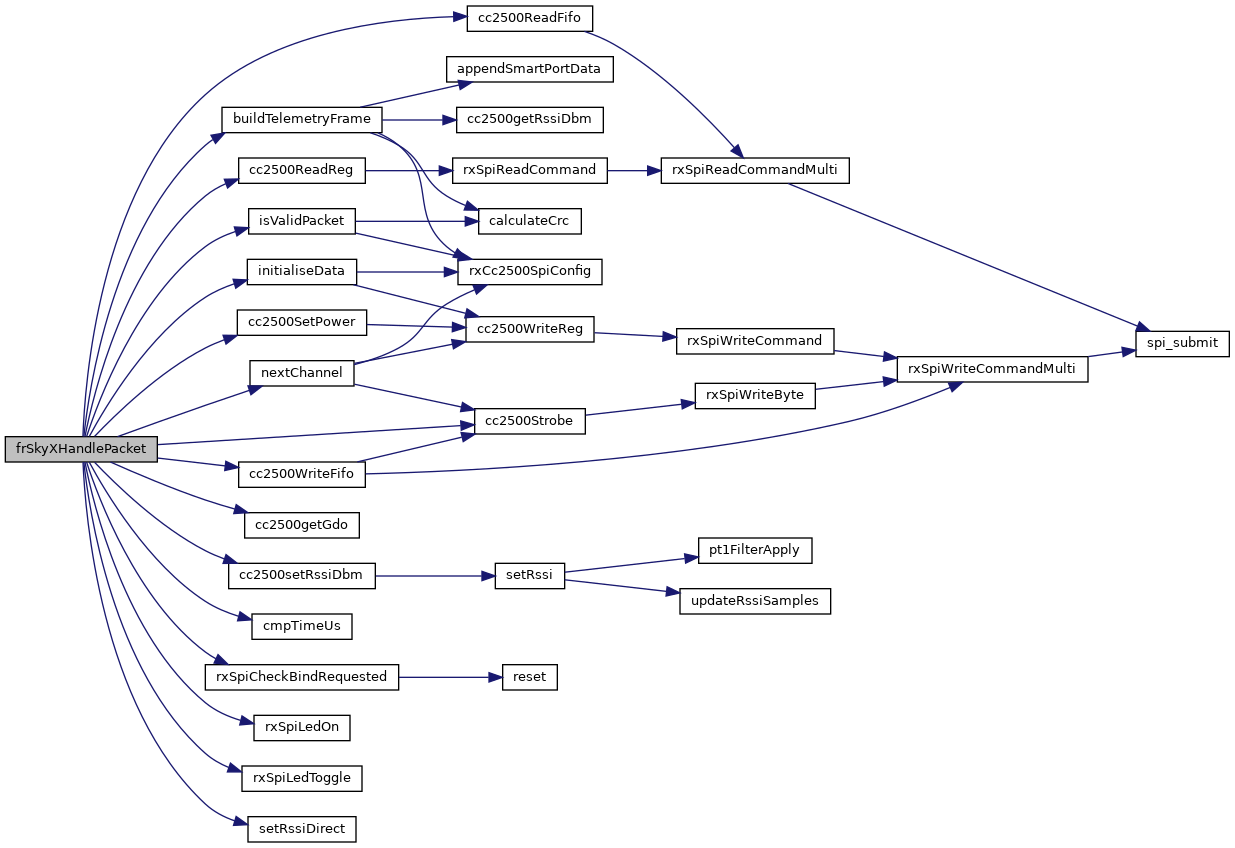 cc2500ReadFifo
appendSmartPortData
buildTelemetryFrame
cc2500getRssiDbm
cc2500ReadReg
rxSpiReadCommand
rxSpiReadCommandMulti
isValidPacket
calculateCrc
initialiseData
rxCc2500SpiConfig
cc2500SetPower
cc2500WriteReg
rxSpiWriteCommand
spi_submit
nextChannel
rxSpiWriteCommandMulti
rxSpiWriteByte
cc2500Strobe
frSkyXHandlePacket
cc2500WriteFifo
cc2500getGdo
pt1FilterApply
cc2500setRssiDbm
setRssi
updateRssiSamples
cmpTimeUs
rxSpiCheckBindRequested
reset
rxSpiLedOn
rxSpiLedToggle
setRssiDirect